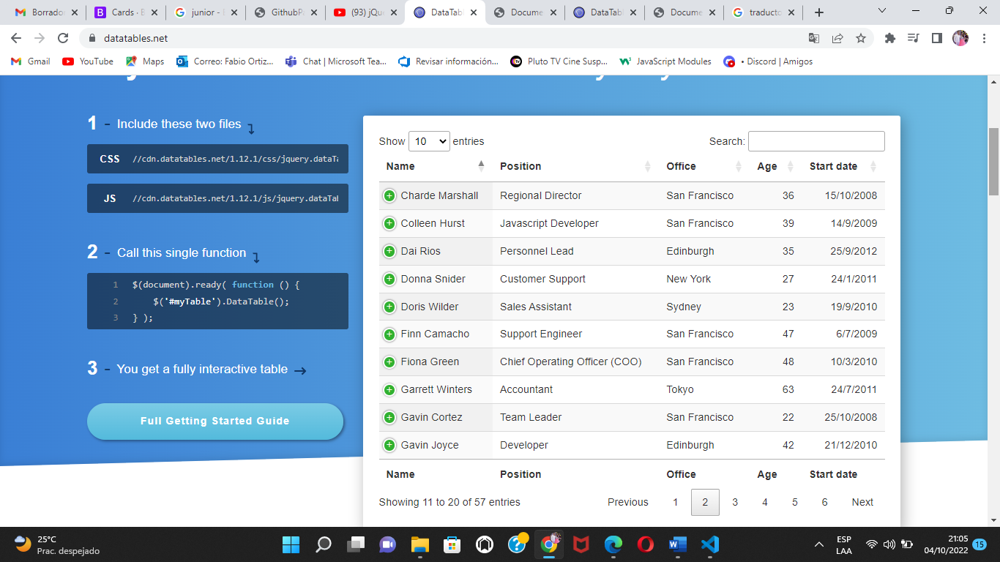 Borrado
Cards · B
junior - I
GithubP
(93) jQu
DataTab
Docume
DataTab
Docume
traducto
datatables.net
Gmail
YouTube
Maps
Correo: Fabio Ortiz...
Chat | Microsoft Tea...
Revisar información...
Pluto TV Cine Susp...
JavaScript Modules
• Discord | Amigos
1 - Include these two files
CSS //cdn.datatables.net/1.12.1/css/jquery.dataTa
JS //cdn.datatables.net/1.12.1/js/jquery.dataTab
2 - Call this single function
1 $(document).ready( function () {
2 $('#myTable').DataTable();
3 } );
3 - You get a fully interactive table
Full Getting Started Guide
Show 10 entries Search:
Name Position Office Age Start date
Charde Marshall Regional Director San Francisco 36 15/10/2008
Colleen Hurst Javascript Developer San Francisco 39 14/9/2009
Dai Rios Personnel Lead Edinburgh 35 25/9/2012
Donna Snider Customer Support New York 27 24/1/2011
Doris Wilder Sales Assistant Sydney 23 19/9/2010
Finn Camacho Support Engineer San Francisco 47 6/7/2009
Fiona Green Chief Operating Officer (COO) San Francisco 48 10/3/2010
Garrett Winters Accountant Tokyo 63 24/7/2011
Gavin Cortez Team Leader San Francisco 22 25/10/2008
Gavin Joyce Developer Edinburgh 42 21/12/2010
Name Position Office Age Start date
Showing 11 to 20 of 57 entries Previous 1 2 3 4 5 6 Next
25°C
Prac. despejado
ESP
LAA
21:05
04/10/2022
15